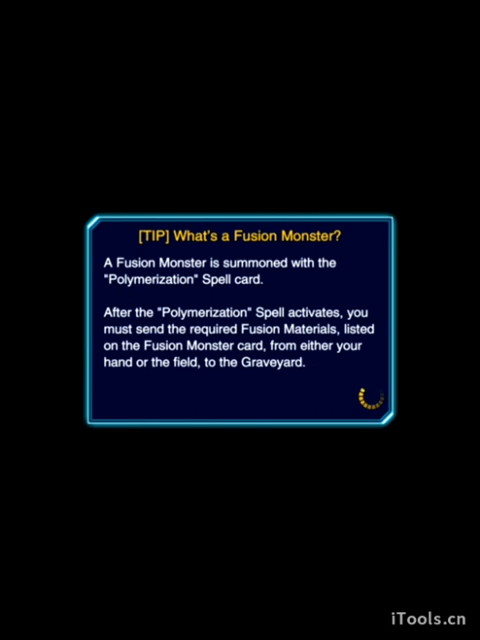 [TIP] What's a Fusion Monster?
A Fusion Monster is summoned with the
"Polymerization" Spell card.
After the "Polymerization" Spell activates, you
must send the required Fusion Materials, listed
on the Fusion Monster card, from either your
hand or the field, to the Graveyard.
iTools.cn